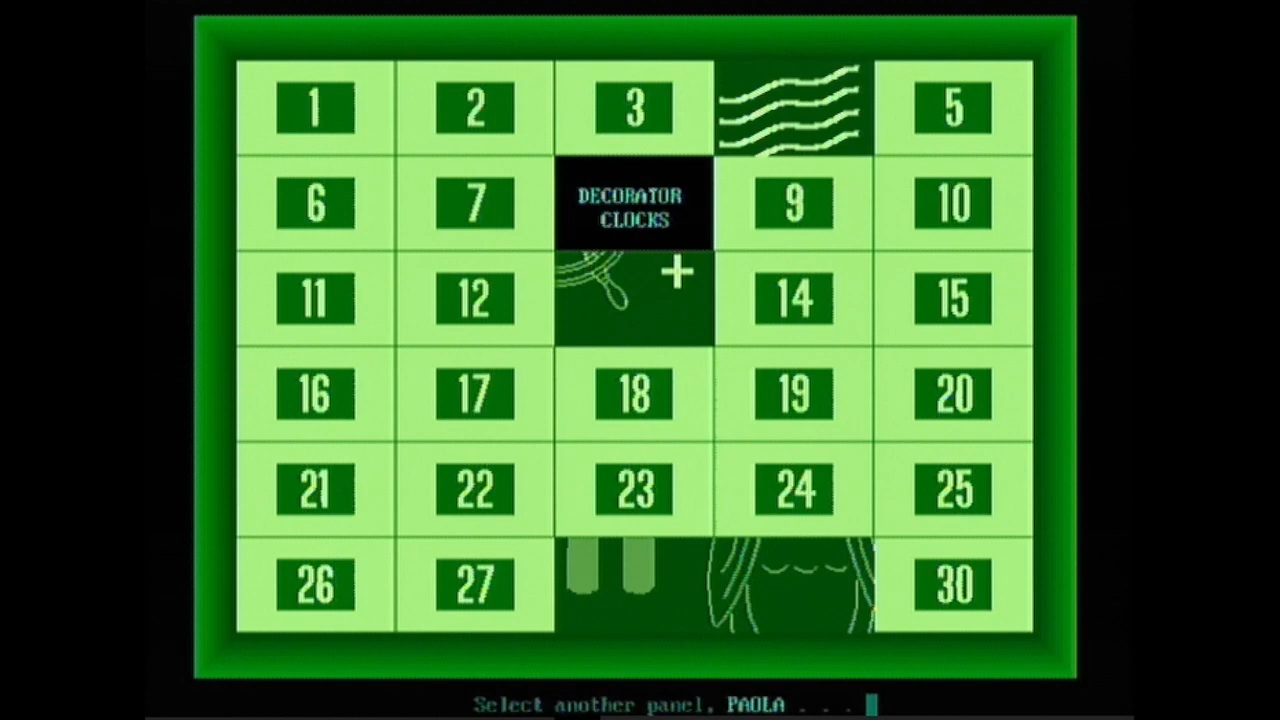 1 2 3 5
6 7 DECORATOR CLOCKS 9 10
11 12 + 14 15
16 17 18 19 20
21 22 23 24 25
26 27 30
Select another panel, PAOLA . . .